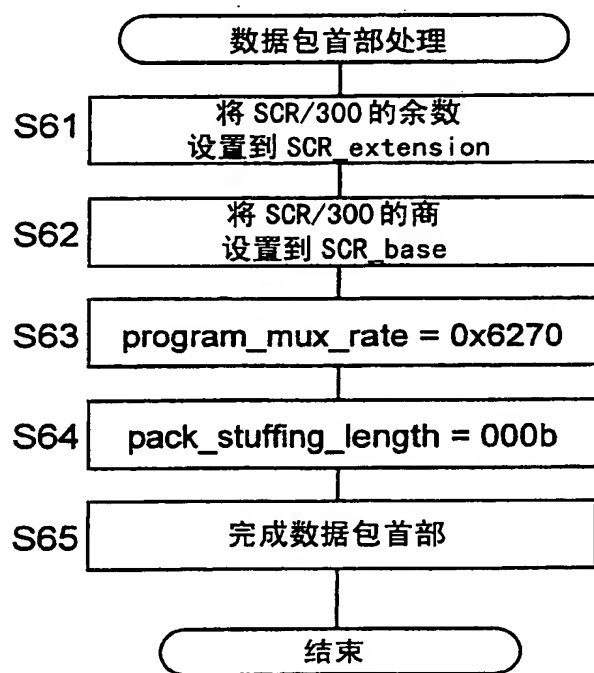 数据包首部处理
S61
将 SCR/300 的余数
设置到 SCR_extension
S62
将 SCR/300 的商
设置到 SCR_base
S63
program_mux_rate = 0x6270
S64
pack_stuffing_length = 000b
S65
完成数据包首部
结束